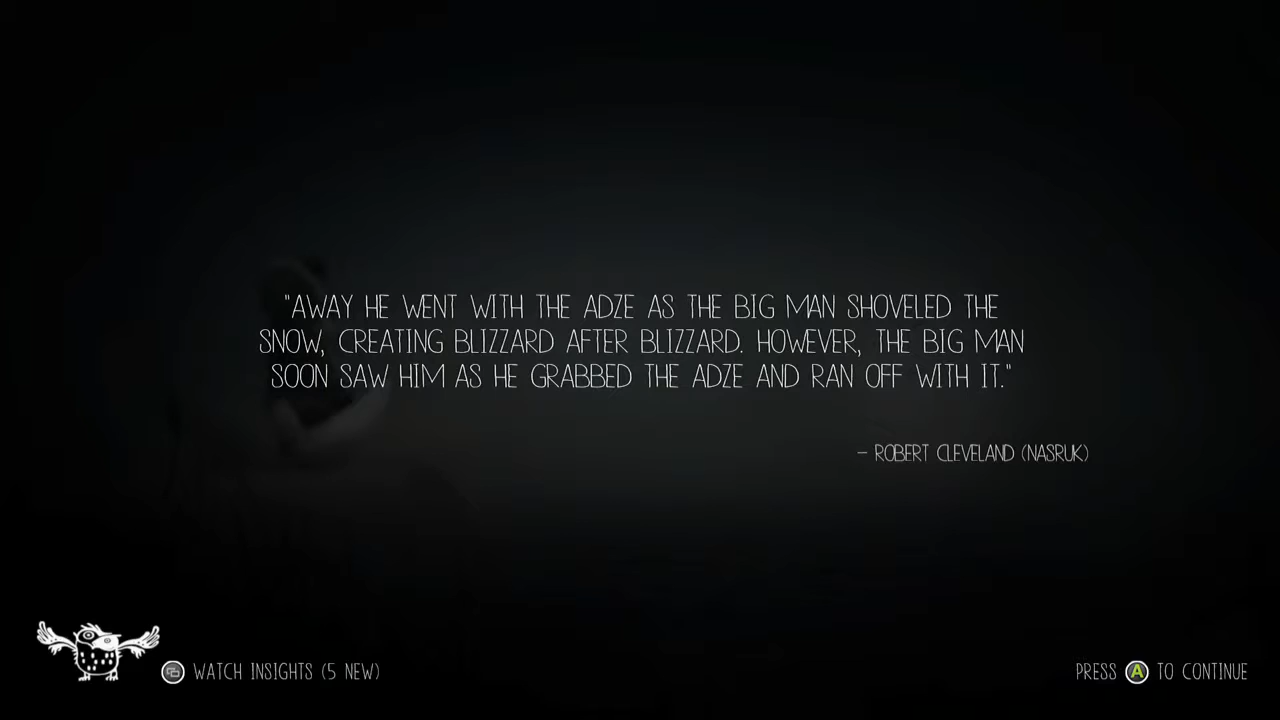 "AWAY HE WENT WITH THE ADZE AS THE BIG MAN SHOVELED THE
SNOW, CREATING BLIZZARD AFTER BLIZZARD. HOWEVER, THE BIG MAN
SOON SAW HIM AS HE GRABBED THE ADZE AND RAN OFF WITH IT."
– ROBERT CLEVELAND (NASRUK)
WATCH INSIGHTS (5 NEW)
PRESS A TO CONTINUE